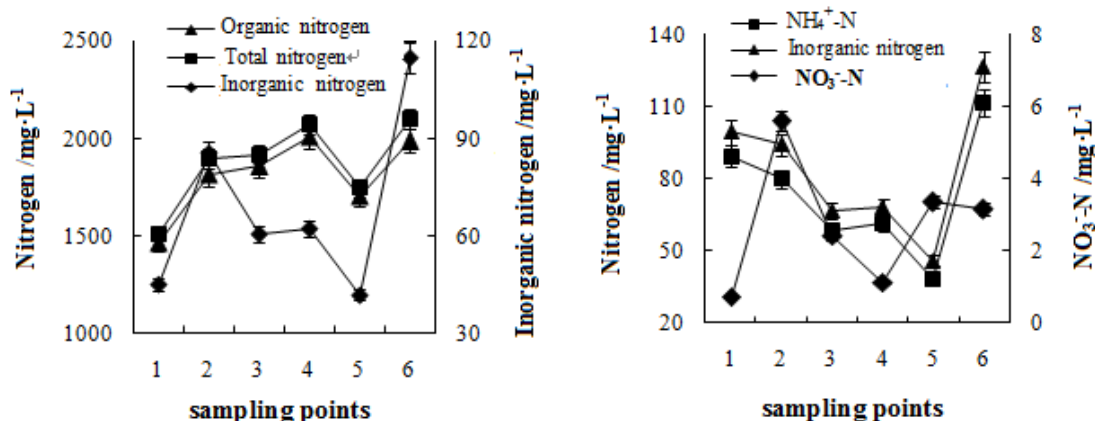 Organic nitrogen
Total nitrogen↵
Inorganic nitrogen
2500
2000
1500
1000
Nitrogen /mg·L⁻¹
120
90
60
30
Inorganic nitrogen /mg·L⁻¹
1 2 3 4 5 6
sampling points
NH₄⁺-N
Inorganic nitrogen
NO₃⁻-N
140
110
80
50
20
Nitrogen /mg·L⁻¹
8
6
4
2
0
NO₃⁻-N /mg·L⁻¹
1 2 3 4 5 6
sampling points